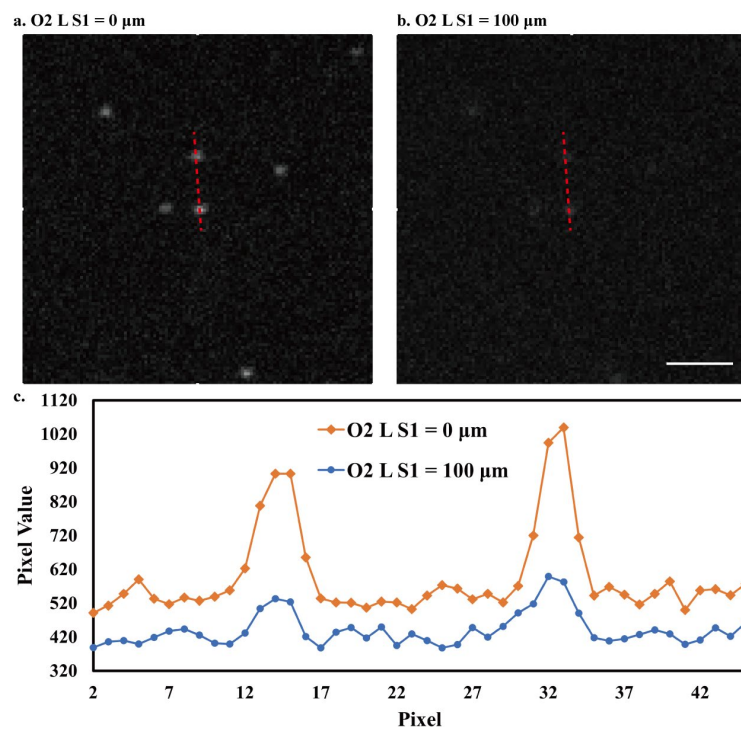 a. O2 L S1 = 0 μm
b. O2 L S1 = 100 μm
c.
1120
1020
920
820
720
620
520
420
320
Pixel Value
O2 L S1 = 0 μm
O2 L S1 = 100 μm
2 7 12 17 22 27 32 37 42
Pixel